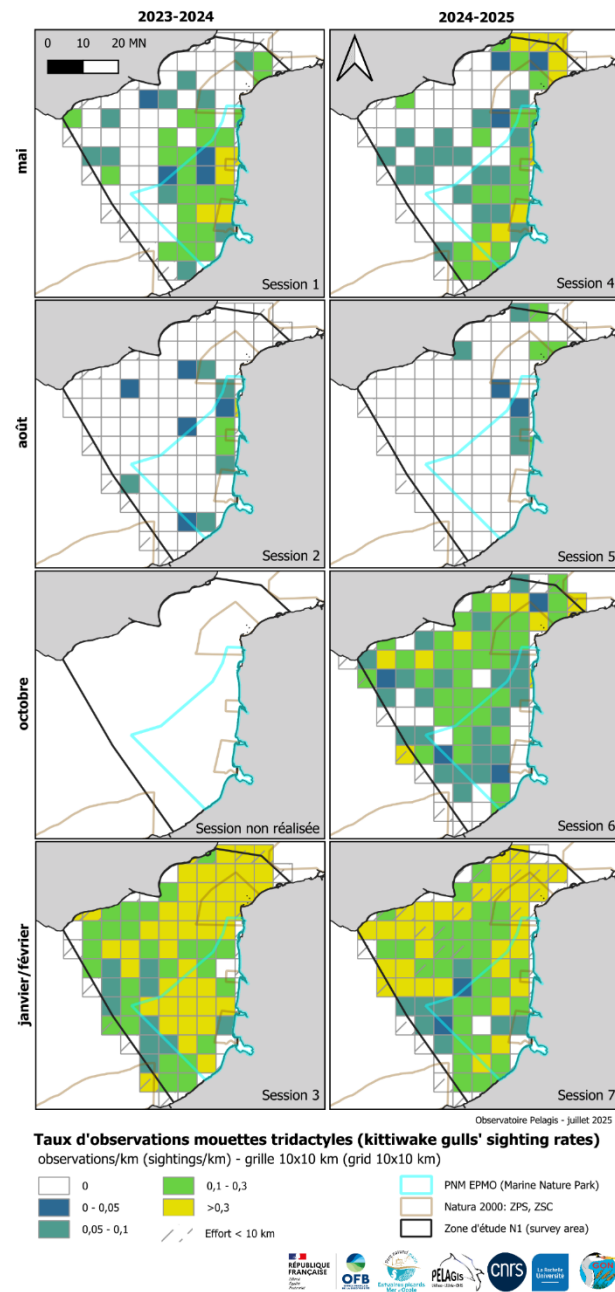 2023-2024
2024-2025
0 10 20 MN
mai
Session 1
Session 4
août
Session 2
Session 5
octobre
Session non réalisée
Session 6
janvier/février
Session 3
Session 7
Observatoire Pelagis - juillet 2025
Taux d'observations mouettes tridactyles (kittiwake gulls' sighting rates)
observations/km (sightings/km) - grille 10x10 km (grid 10x10 km)
0
0,1 - 0,3
PNM EPMO (Marine Nature Park)
0 - 0,05
>0,3
Natura 2000: ZPS, ZSC
0,05 - 0,1
Effort < 10 km
Zone d'étude N1 (survey area)
RÉPUBLIQUE
FRANÇAISE
Liberté
Égalité
Fraternité
OFB
PELAGIS
cnrs
La Rochelle
Université